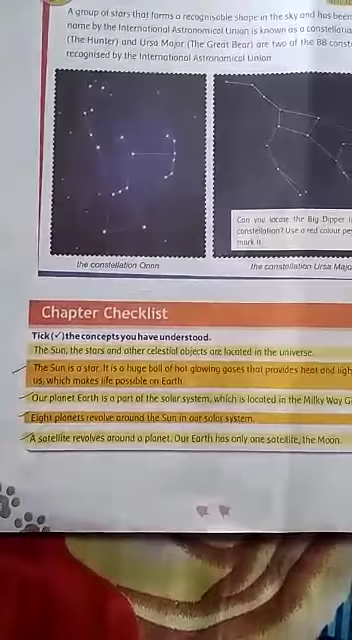 A group of stars that forms a recognisable shape in the sky and has been
name by the International Astronomical Union is known as a
(The Hunter) and Ursa Major (The Great Bear) are two of the 88
recognised by the International Astronomical Union
Can you locate the Big Dipper
constellation? Use a red colour
mark it.
the constellation Orion
the constellation Ursa
Chapter Checklist
Tick (✓) the concepts you have understood.
The Sun, the stars and other celestial objects are located in the universe.
The Sun is a star. It is a huge ball of hot glowing gases that provides heat and
us, which makes life possible on Earth.
Our planet Earth is a part of the solar system, which is located in the Milky Way
Eight planets revolve around the Sun in our solar system.
A satellite revolves around a planet. Our Earth has only one satellite, the Moon.